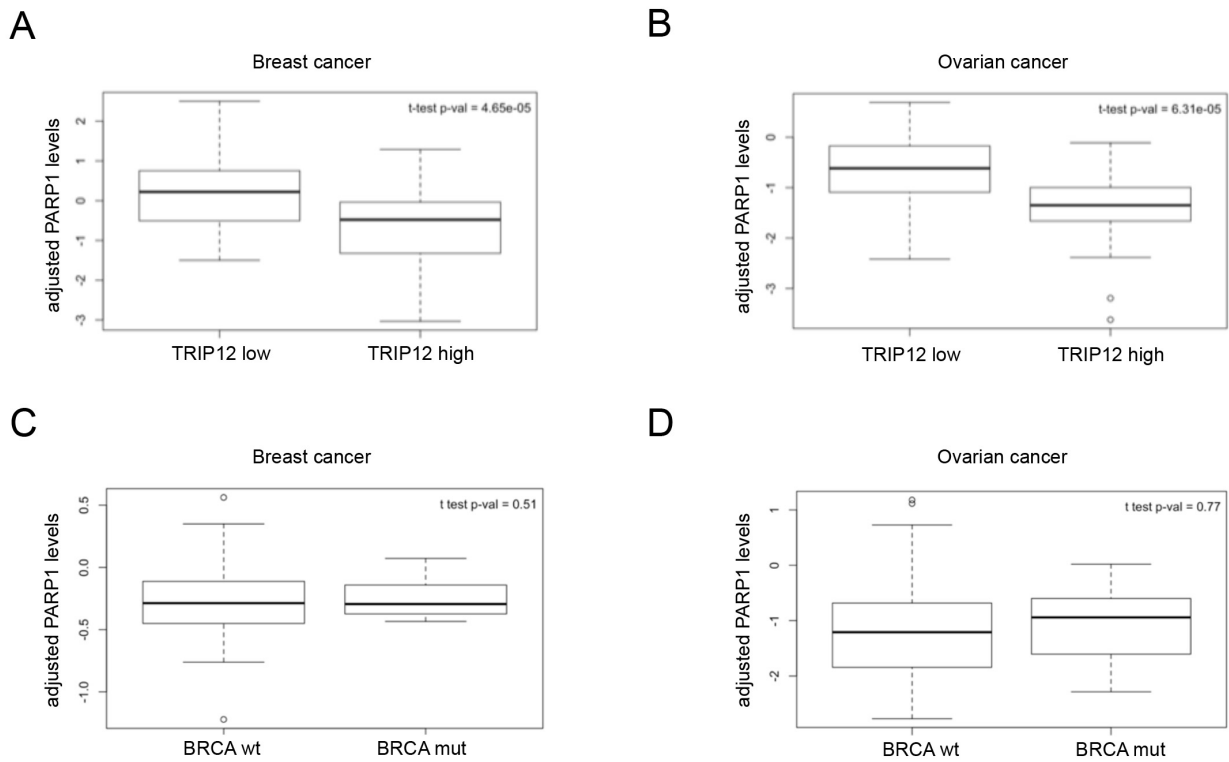 A
Breast cancer
t-test p-val = 4.65e-05
adjusted PARP1 levels
2
1
0
-1
-2
-3
TRIP12 low
TRIP12 high
B
Ovarian cancer
t-test p-val = 6.31e-05
adjusted PARP1 levels
0
-1
-2
-3
TRIP12 low
TRIP12 high
C
Breast cancer
t test p-val = 0.51
adjusted PARP1 levels
0.5
0.0
-0.5
-1.0
BRCA wt
BRCA mut
D
Ovarian cancer
t test p-val = 0.77
adjusted PARP1 levels
1
0
-1
-2
BRCA wt
BRCA mut